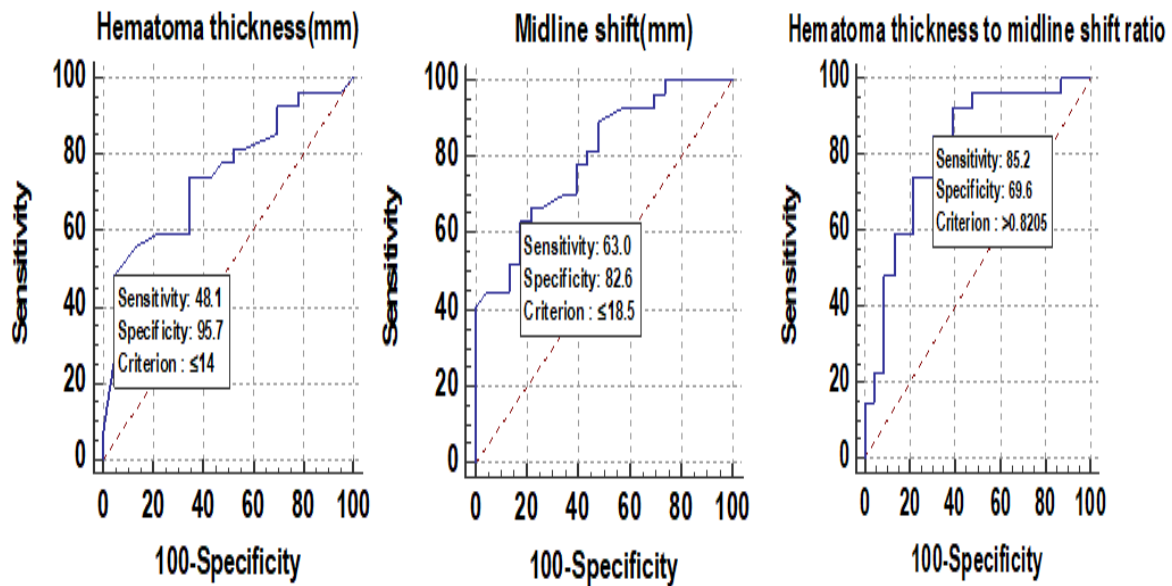 Hematoma thickness(mm)
Sensitivity
100
80
60
40
20
0
Sensitivity: 48.1
Specificity: 95.7
Criterion : ≤14
0 20 40 60 80 100
100-Specificity
Midline shift(mm)
Sensitivity
100
80
60
40
20
0
Sensitivity: 63.0
Specificity: 82.6
Criterion : ≤18.5
0 20 40 60 80 100
100-Specificity
Hematoma thickness to midline shift ratio
Sensitivity
100
80
60
40
20
0
Sensitivity: 85.2
Specificity: 69.6
Criterion : >0.8205
0 20 40 60 80 100
100-Specificity